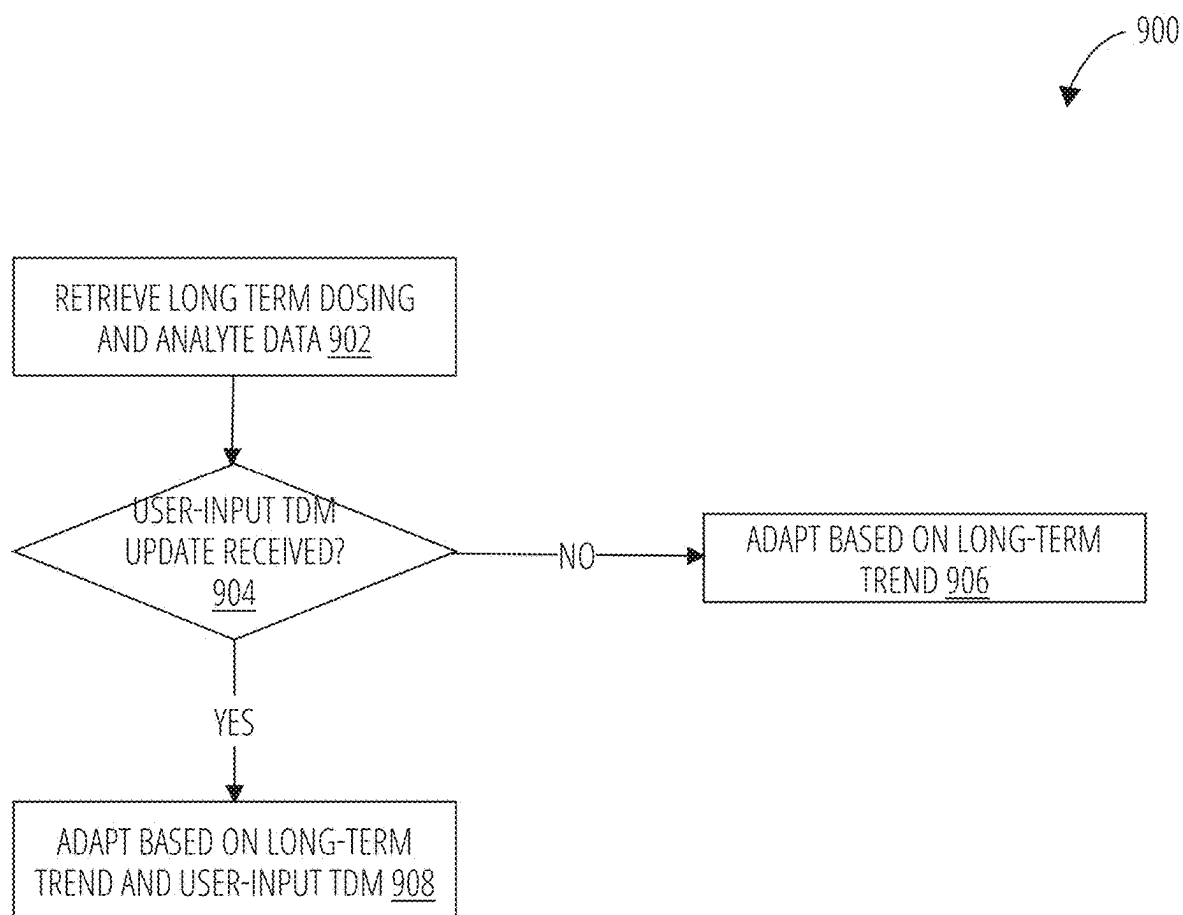 900
RETRIEVE LONG TERM DOSING
AND ANALYTE DATA 902
USER-INPUT TDM
UPDATE RECEIVED?
904
NO
ADAPT BASED ON LONG-TERM
TREND 906
YES
ADAPT BASED ON LONG-TERM
TREND AND USER-INPUT TDM 908